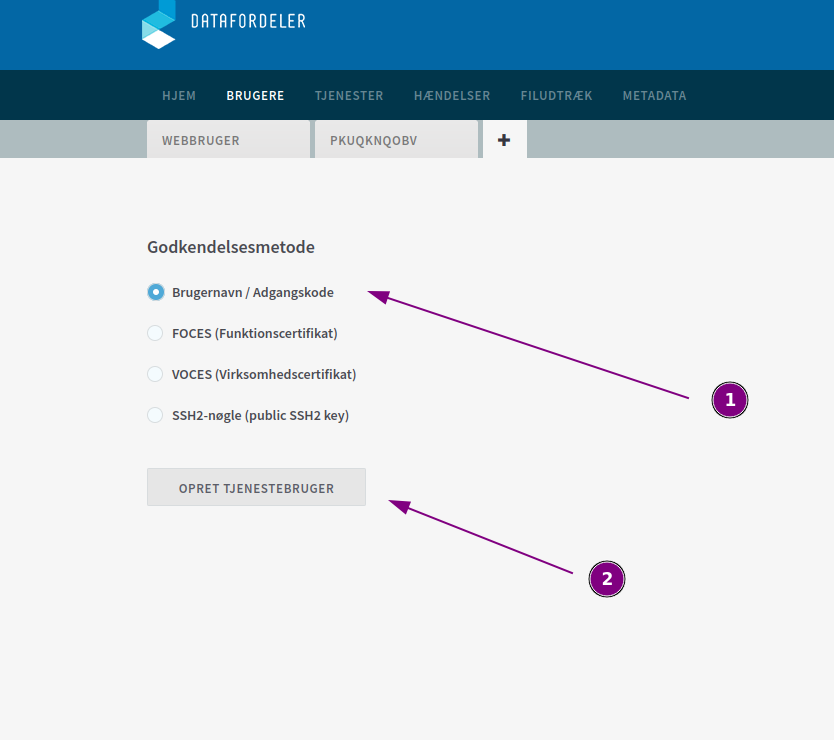 DATAFORDELER
HJEM BRUGERE TJENESTER HÆNDELSER FILUDTRÆK METADATA
WEBBRUGER PKUQKNQOBV +
Godkendelsesmetode
Brugernavn / Adgangskode
FOCES (Funktionscertifikat)
VOCES (Virksomhedscertifikat)
1
SSH2-nøgle (public SSH2 key)
OPRET TJENESTEBRUGER
2